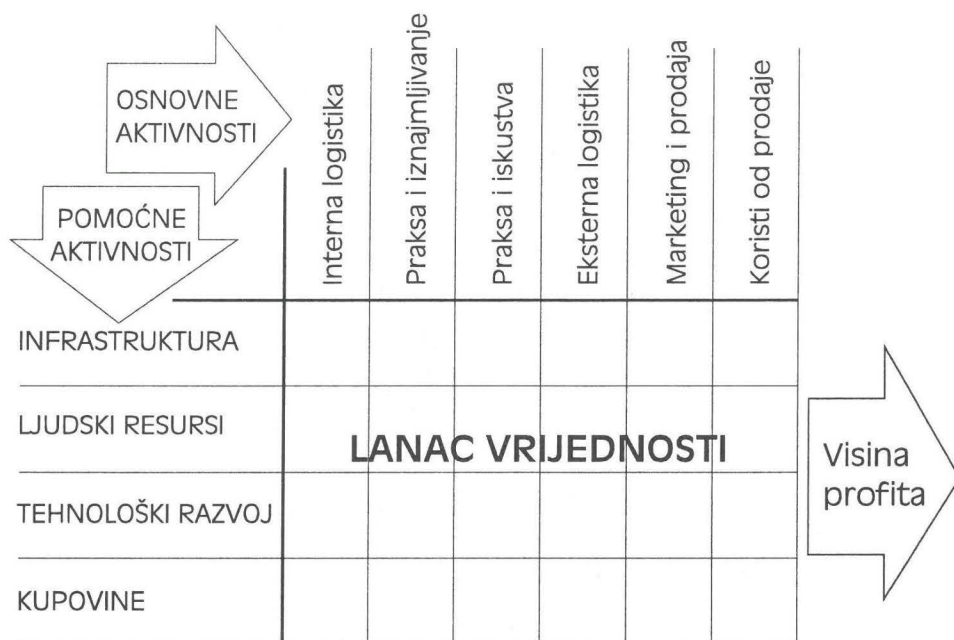 OSNOVNE
AKTIVNOSTI
POMOĆNE
AKTIVNOSTI
Interna logistika
Praksa i iznajmljivanje
Praksa i iskustva
Eksterna logistika
Marketing i prodaja
Koristi od prodaje
INFRASTRUKTURA
LJUDSKI RESURSI
TEHNOLOŠKI RAZVOJ
KUPOVINE
LANAC VRIJEDNOSTI
Visina
profita